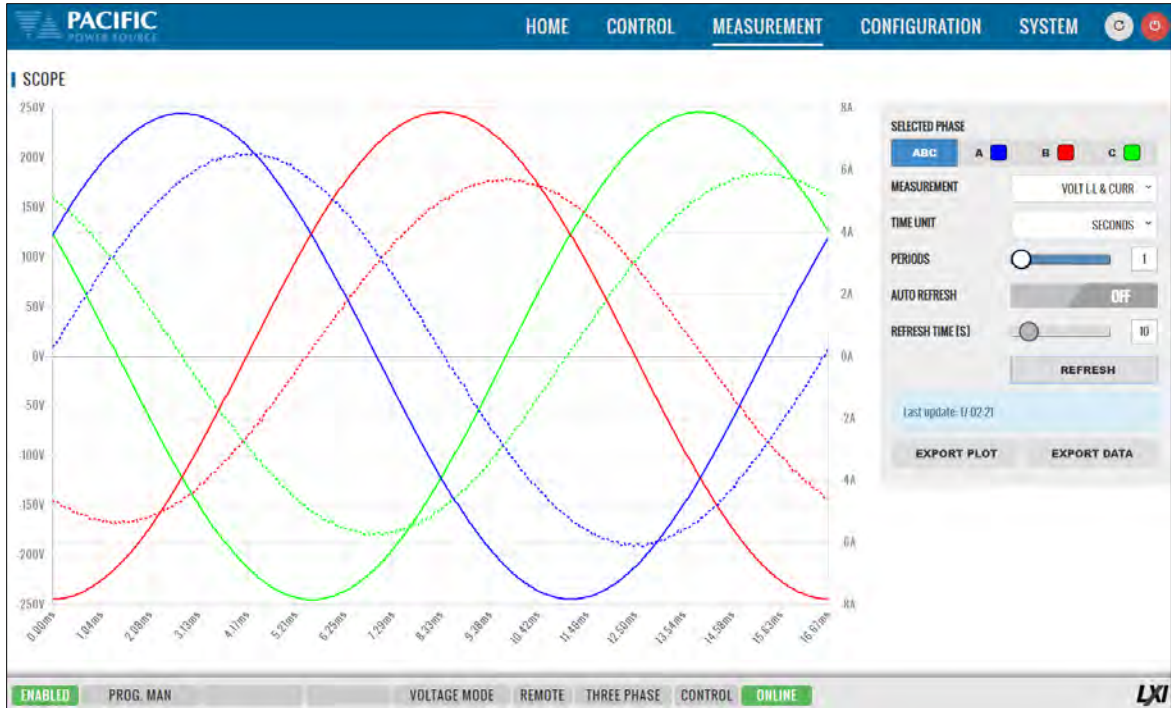 PACIFIC
POWER SOURCE
HOME CONTROL MEASUREMENT CONFIGURATION SYSTEM
SCOPE
250V
200V
150V
100V
50V
0V
-50V
-100V
-150V
-200V
-250V
8A
6A
4A
2A
0A
-2A
-4A
-6A
-8A
0.00ms 1.04ms 2.08ms 3.13ms 4.17ms 5.21ms 6.25ms 7.29ms 8.33ms 9.38ms 10.42ms 11.46ms 12.50ms 13.54ms 14.58ms 15.63ms 16.67ms
SELECTED PHASE
ABC A B C
MEASUREMENT VOLT L.L & CURR
TIME UNIT SECONDS
PERIODS 1
AUTO REFRESH OFF
REFRESH TIME [S] 10
REFRESH
Last update: 17:02:21
EXPORT PLOT EXPORT DATA
ENABLED PROG. MAN VOLTAGE MODE REMOTE THREE PHASE CONTROL ONLINE
LXI